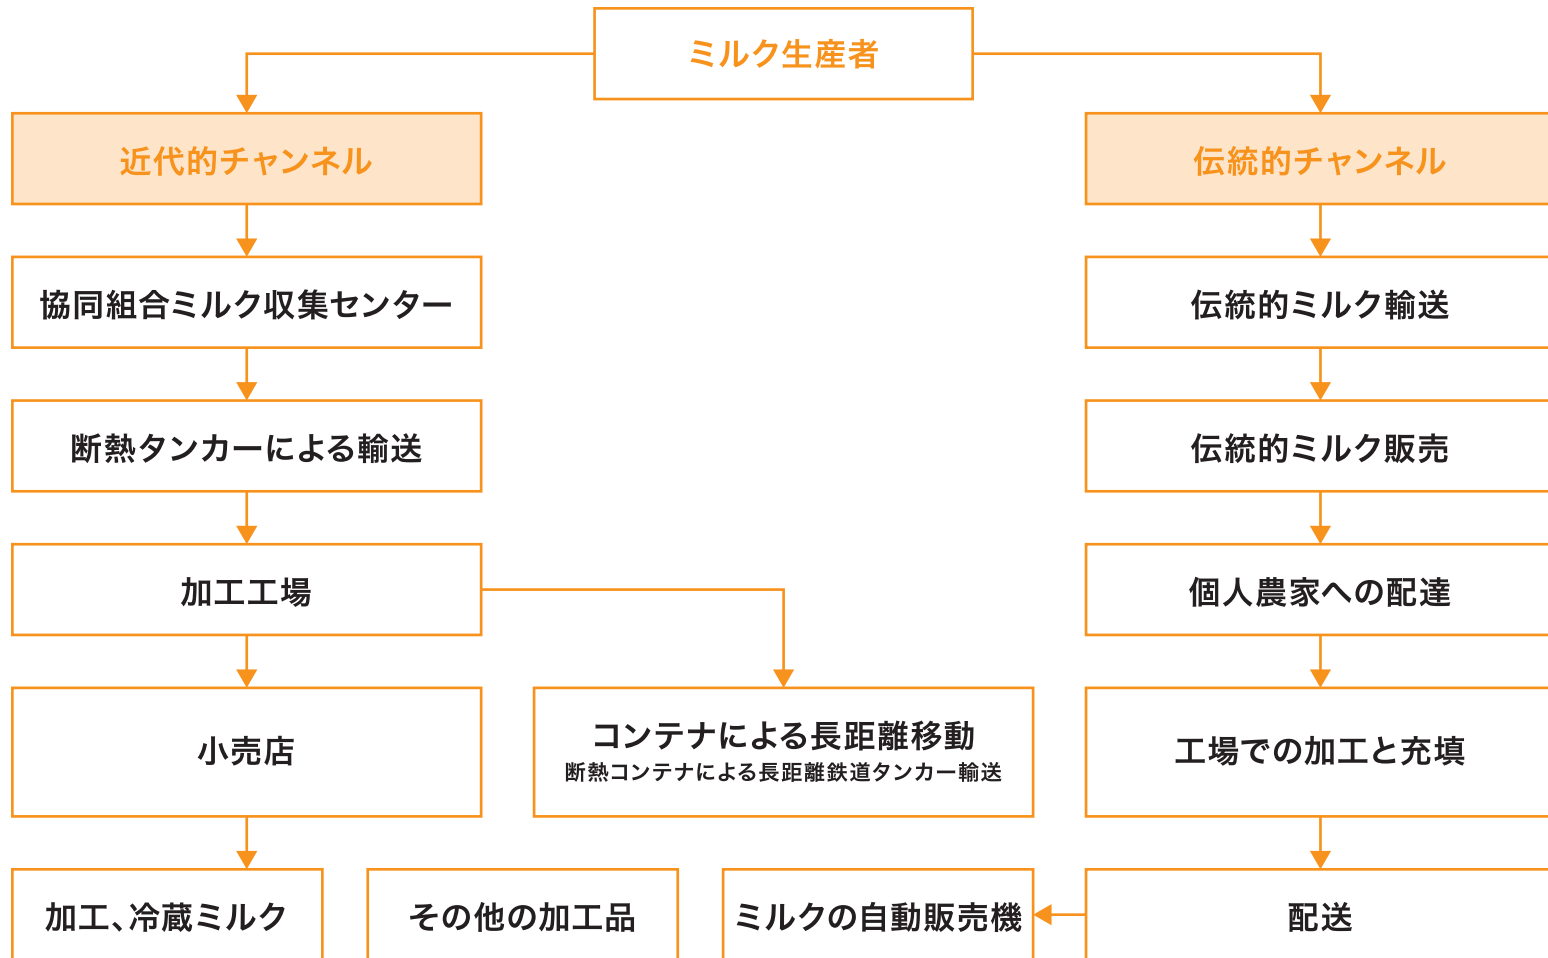 ミルク生産者
近代的チャンネル
伝統的チャンネル
協同組合ミルク収集センター
伝統的ミルク輸送
断熱タンカーによる輸送
伝統的ミルク販売
加工工場
個人農家への配達
小売店
コンテナによる長距離移動
断熱コンテナによる長距離鉄道タンカー輸送
工場での加工と充填
加工、冷蔵ミルク
その他の加工品
ミルクの自動販売機
配送